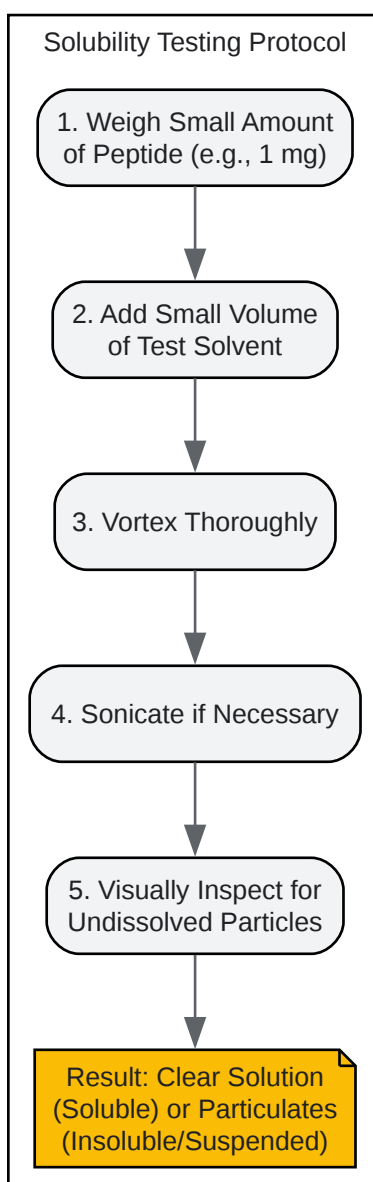 Solubility Testing Protocol
1. Weigh Small Amount
of Peptide (e.g., 1 mg)
2. Add Small Volume
of Test Solvent
3. Vortex Thoroughly
4. Sonicate if Necessary
5. Visually Inspect for
Undissolved Particles
Result: Clear Solution
(Soluble) or Particulates
(Insoluble/Suspended)